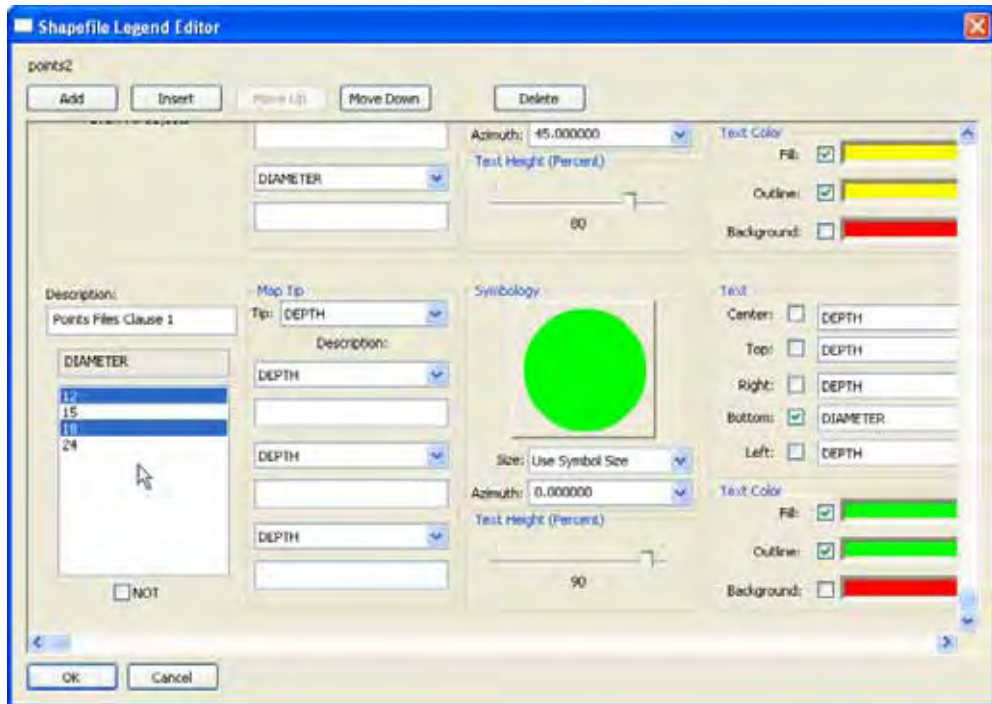 Shapefile Legend Editor
points2
Add Insert Move Up Move Down Delete
Azimuth: 45.000000
Text Height (Percent)
80
DIAMETER
Text Color
Fill:
Outline:
Background:
Description:
Points Files Clause 1
DIAMETER
12
15
18
24
NOT
Map Tip
Tip: DEPTH
Description:
DEPTH
DEPTH
DEPTH
Symbology
Size: Use Symbol Size
Azimuth: 0.000000
Text Height (Percent)
90
Text
Center: DEPTH
Top: DEPTH
Right: DEPTH
Bottom: DIAMETER
Left: DEPTH
Text Color
Fill:
Outline:
Background:
OK Cancel